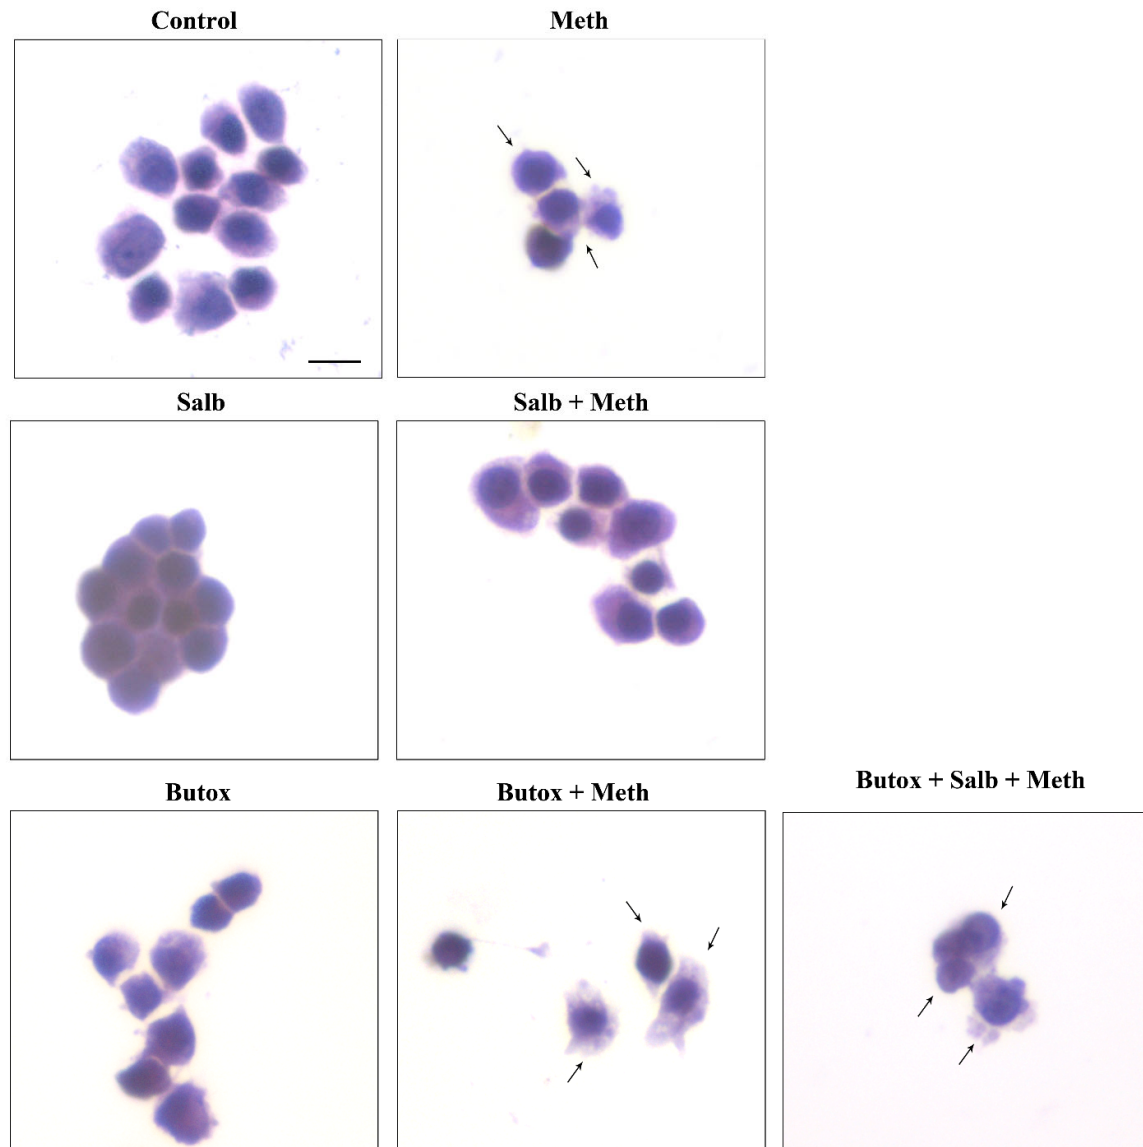 Control
Meth
Salb
Salb + Meth
Butox
Butox + Meth
Butox + Salb + Meth